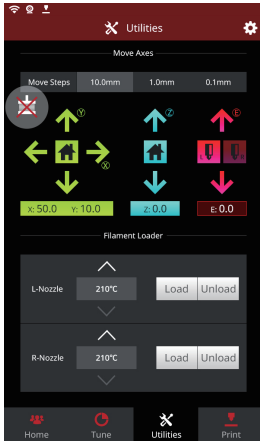 Utilities
Move Axes
Move Steps 10.0mm 1.0mm 0.1mm
Y Z E
X
X: 50.0 Y: 10.0 Z: 0.0 E: 0.0
Filament Loader
L-Nozzle 210°C Load Unload
R-Nozzle 210°C Load Unload
Home Tune Utilities Print